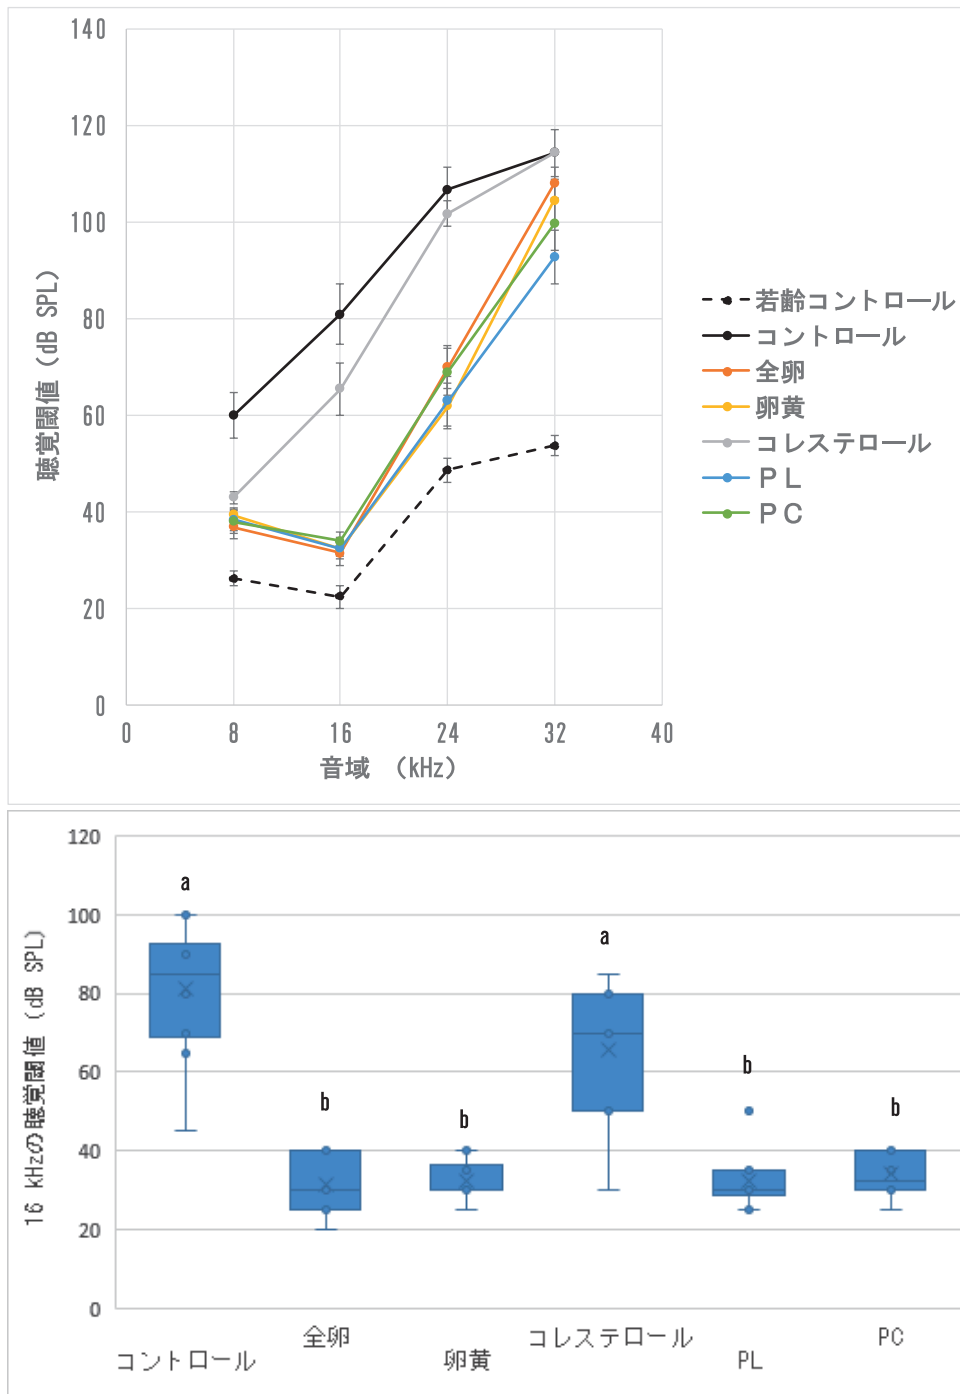 140
120
100
80
60
40
20
0
聴覚閾値 (dB SPL)
0 8 16 24 32 40
音域 (kHz)
若齢コントロール
コントロール
全卵
卵黄
コレステロール
PL
PC
120
100
80
60
40
20
0
16 kHzの聴覚閾値 (dB SPL)
a
b
b
a
b
b
コントロール
全卵
卵黄
コレステロール
PL
PC